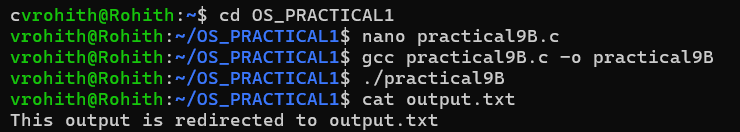 cvrohith@Rohith:~$ cd OS_PRACTICAL1
vrohith@Rohith:~/OS_PRACTICAL1$ nano practical9B.c
vrohith@Rohith:~/OS_PRACTICAL1$ gcc practical9B.c -o practical9B
vrohith@Rohith:~/OS_PRACTICAL1$ ./practical9B
vrohith@Rohith:~/OS_PRACTICAL1$ cat output.txt
This output is redirected to output.txt